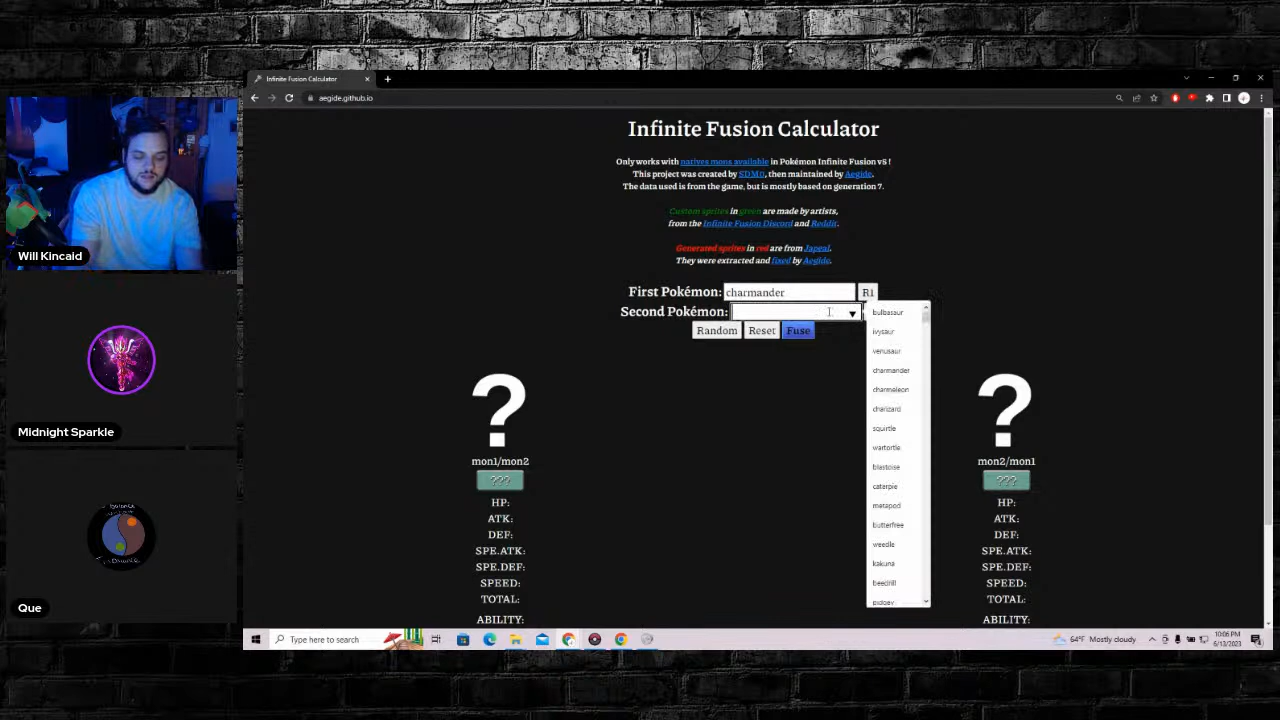 Infinite Fusion Calculator
aegide.github.io
Infinite Fusion Calculator
Only works with natives mons available in Pokémon Infinite Fusion v5 !
This project was created by SDM0, then maintained by Aegide.
The data used is from the game, but is mostly based on generation 7.
Custom sprites in green are made by artists,
from the Infinite Fusion Discord and Reddit.
Generated sprites in red are from Japeal.
They were extracted and fixed by Aegide.
First Pokémon: charmander R1
Second Pokémon:
Random Reset Fuse
bulbasaur
ivysaur
venusaur
charmander
charmeleon
charizard
squirtle
wartortle
blastoise
caterpie
metapod
butterfree
weedle
kakuna
beedrill
pidgey
?
mon1/mon2
???
HP:
ATK:
DEF:
SPE.ATK:
SPE.DEF:
SPEED:
TOTAL:
ABILITY:
?
mon2/mon1
???
HP:
ATK:
DEF:
SPE.ATK:
SPE.DEF:
SPEED:
TOTAL:
ABILITY:
Will Kincaid
Midnight Sparkle
Que
Type here to search
64°F Mostly cloudy
10:06 PM
6/13/2023